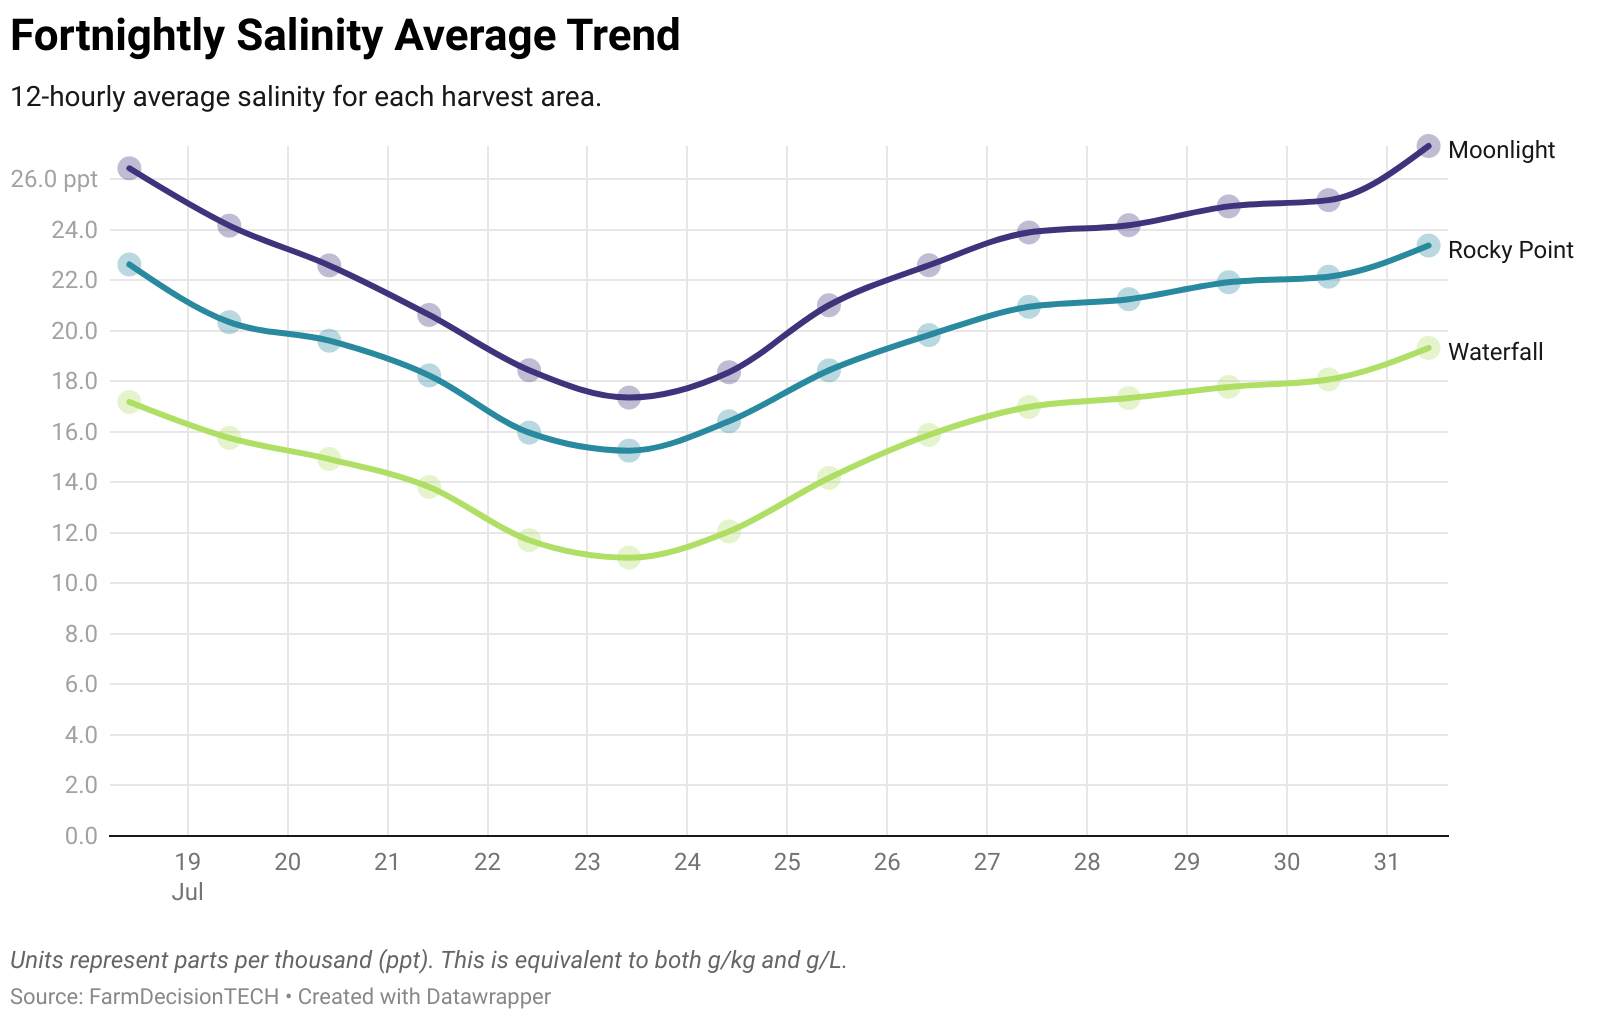 Fortnightly Salinity Average Trend
12-hourly average salinity for each harvest area.
Moonlight
26.0 ppt
24.0
Rocky Point
22.0
20.0
Waterfall
18.0
16.0
14.0
12.0
10.0
8.0
6.0
4.0
2.0
0.0
19 20 21 22 23 24 25 26 27 28 29 30 31
Jul
Units represent parts per thousand (ppt). This is equivalent to both g/kg and g/L.
Source: FarmDecisionTECH • Created with Datawrapper